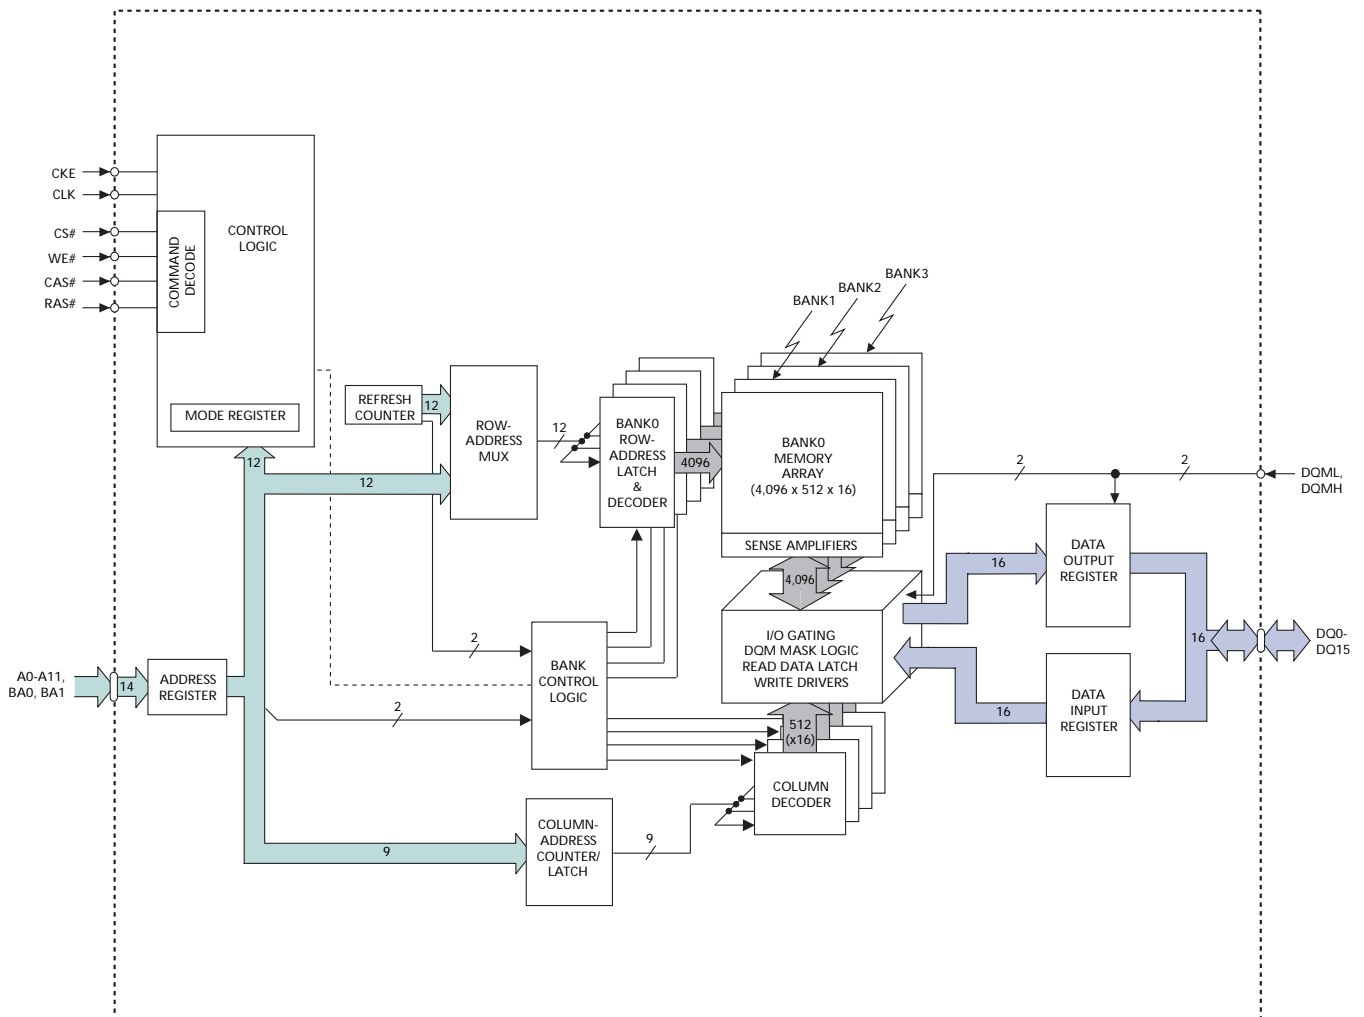 CKE
CLK
CS#
WE#
CAS#
RAS#
COMMAND
DECODE
CONTROL
LOGIC
MODE REGISTER
12
12
REFRESH
COUNTER
12
ROW-
ADDRESS
MUX
12
BANK0
ROW-
ADDRESS
LATCH
&
DECODER
4096
BANK1
BANK2
BANK3
BANK0
MEMORY
ARRAY
(4,096 x 512 x 16)
SENSE AMPLIFIERS
4,096
I/O GATING
DQM MASK LOGIC
READ DATA LATCH
WRITE DRIVERS
512
(x16)
COLUMN
DECODER
2
2
DQML,
DQMH
DATA
OUTPUT
REGISTER
16
16
DQ0-
DQ15
DATA
INPUT
REGISTER
16
A0-A11,
BA0, BA1
14
ADDRESS
REGISTER
2
2
BANK
CONTROL
LOGIC
9
COLUMN-
ADDRESS
COUNTER/
LATCH
9